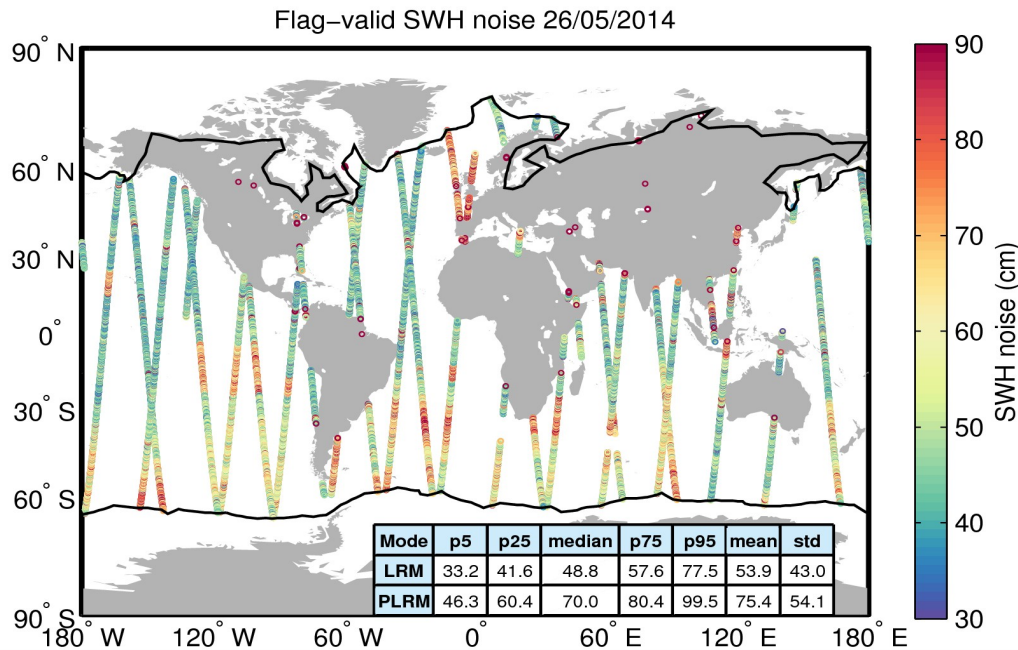 Flag−valid SWH noise 26/05/2014
90° N
60° N
30° N
0°
30° S
60° S
90° S
180° W
120° W
60° W
0°
60° E
120° E
180° E
Mode p5 p25 median p75 p95 mean std
LRM 33.2 41.6 48.8 57.6 77.5 53.9 43.0
PLRM 46.3 60.4 70.0 80.4 99.5 75.4 54.1
90
80
70
60
50
40
30
SWH noise (cm)